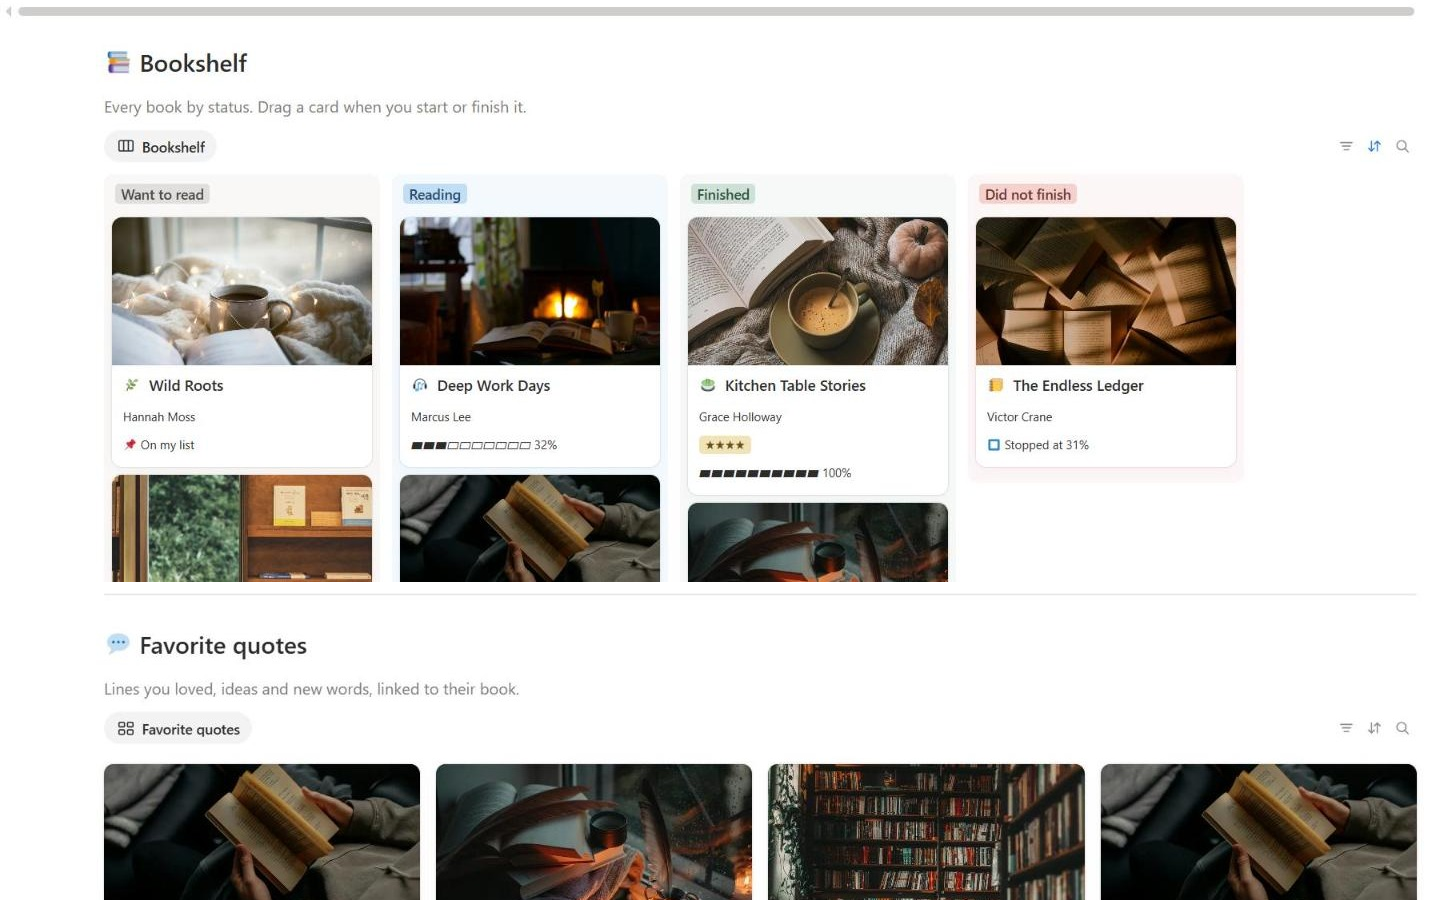 Bookshelf
Every book by status. Drag a card when you start or finish it.
Bookshelf
Want to read
Wild Roots
Hannah Moss
On my list
Reading
Deep Work Days
Marcus Lee
32%
Finished
Kitchen Table Stories
Grace Holloway
★★★★
100%
Did not finish
The Endless Ledger
Victor Crane
Stopped at 31%
Favorite quotes
Lines you loved, ideas and new words, linked to their book.
Favorite quotes